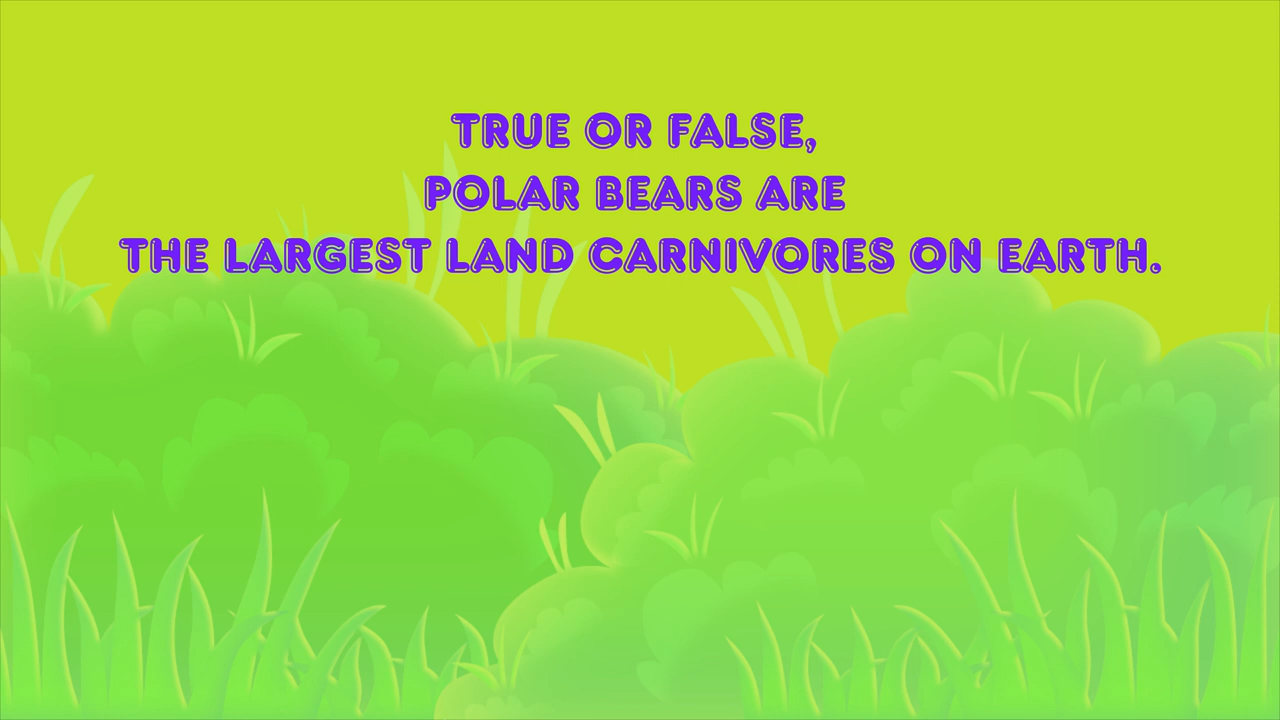 TRUE OR FALSE,
POLAR BEARS ARE
THE LARGEST LAND CARNIVORES ON EARTH.